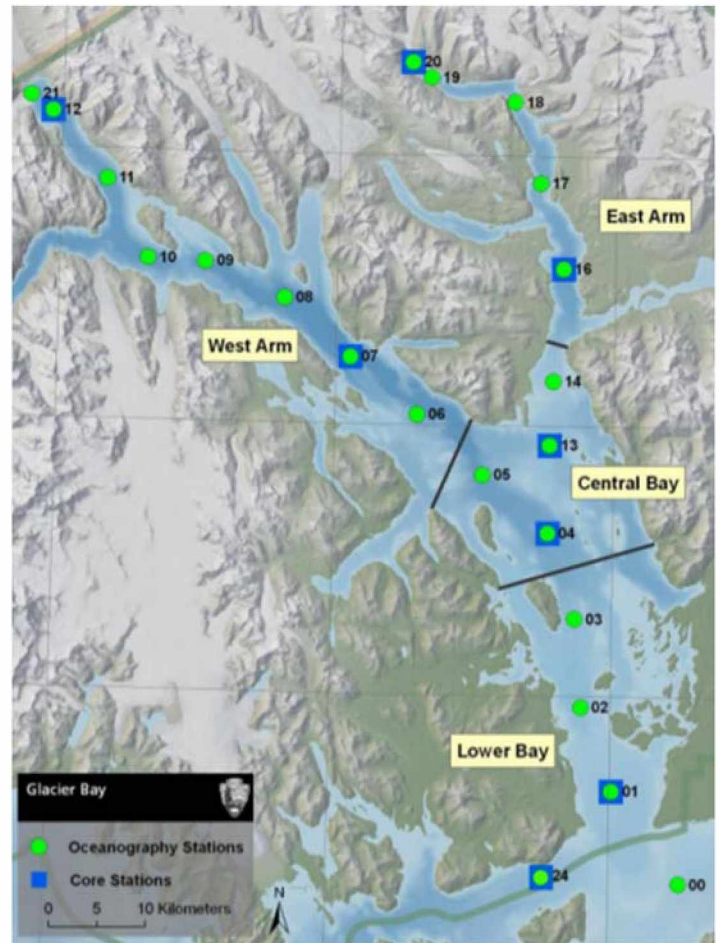 20
19
21
12
18
11
17
East Arm
16
10
09
08
West Arm
07
14
06
13
05
Central Bay
04
03
02
Lower Bay
01
Glacier Bay
Oceanography Stations
Core Stations
24
00
N
0 5 10 Kilometers